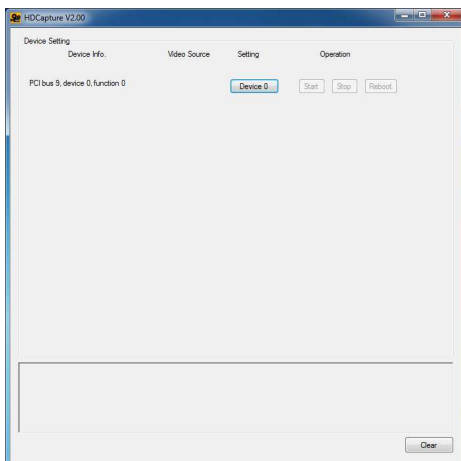 HDCapture V2.00
Device Setting
Device Info. Video Source Setting Operation
PCI bus 9, device 0, function 0 Device 0 Start Stop Reboot
Clear